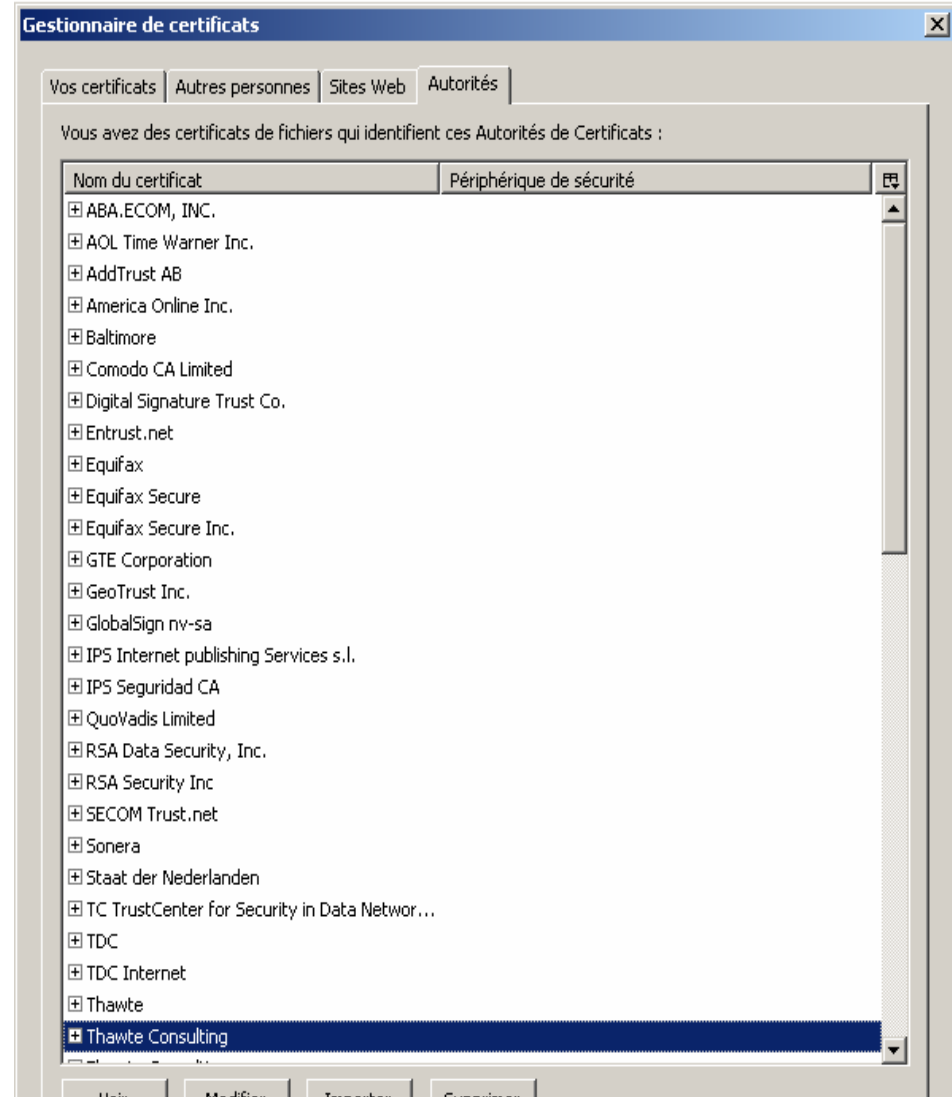 Gestionnaire de certificats
Vos certificats Autres personnes Sites Web Autorités
Vous avez des certificats de fichiers qui identifient ces Autorités de Certificats :
Nom du certificat Périphérique de sécurité
ABA.ECOM, INC.
AOL Time Warner Inc.
AddTrust AB
America Online Inc.
Baltimore
Comodo CA Limited
Digital Signature Trust Co.
Entrust.net
Equifax
Equifax Secure
Equifax Secure Inc.
GTE Corporation
GeoTrust Inc.
GlobalSign nv-sa
IPS Internet publishing Services s.l.
IPS Seguridad CA
QuoVadis Limited
RSA Data Security, Inc.
RSA Security Inc
SECOM Trust.net
Sonera
Staat der Nederlanden
TC TrustCenter for Security in Data Networ...
TDC
TDC Internet
Thawte
Thawte Consulting
Voir Modifier Importer Supprimer